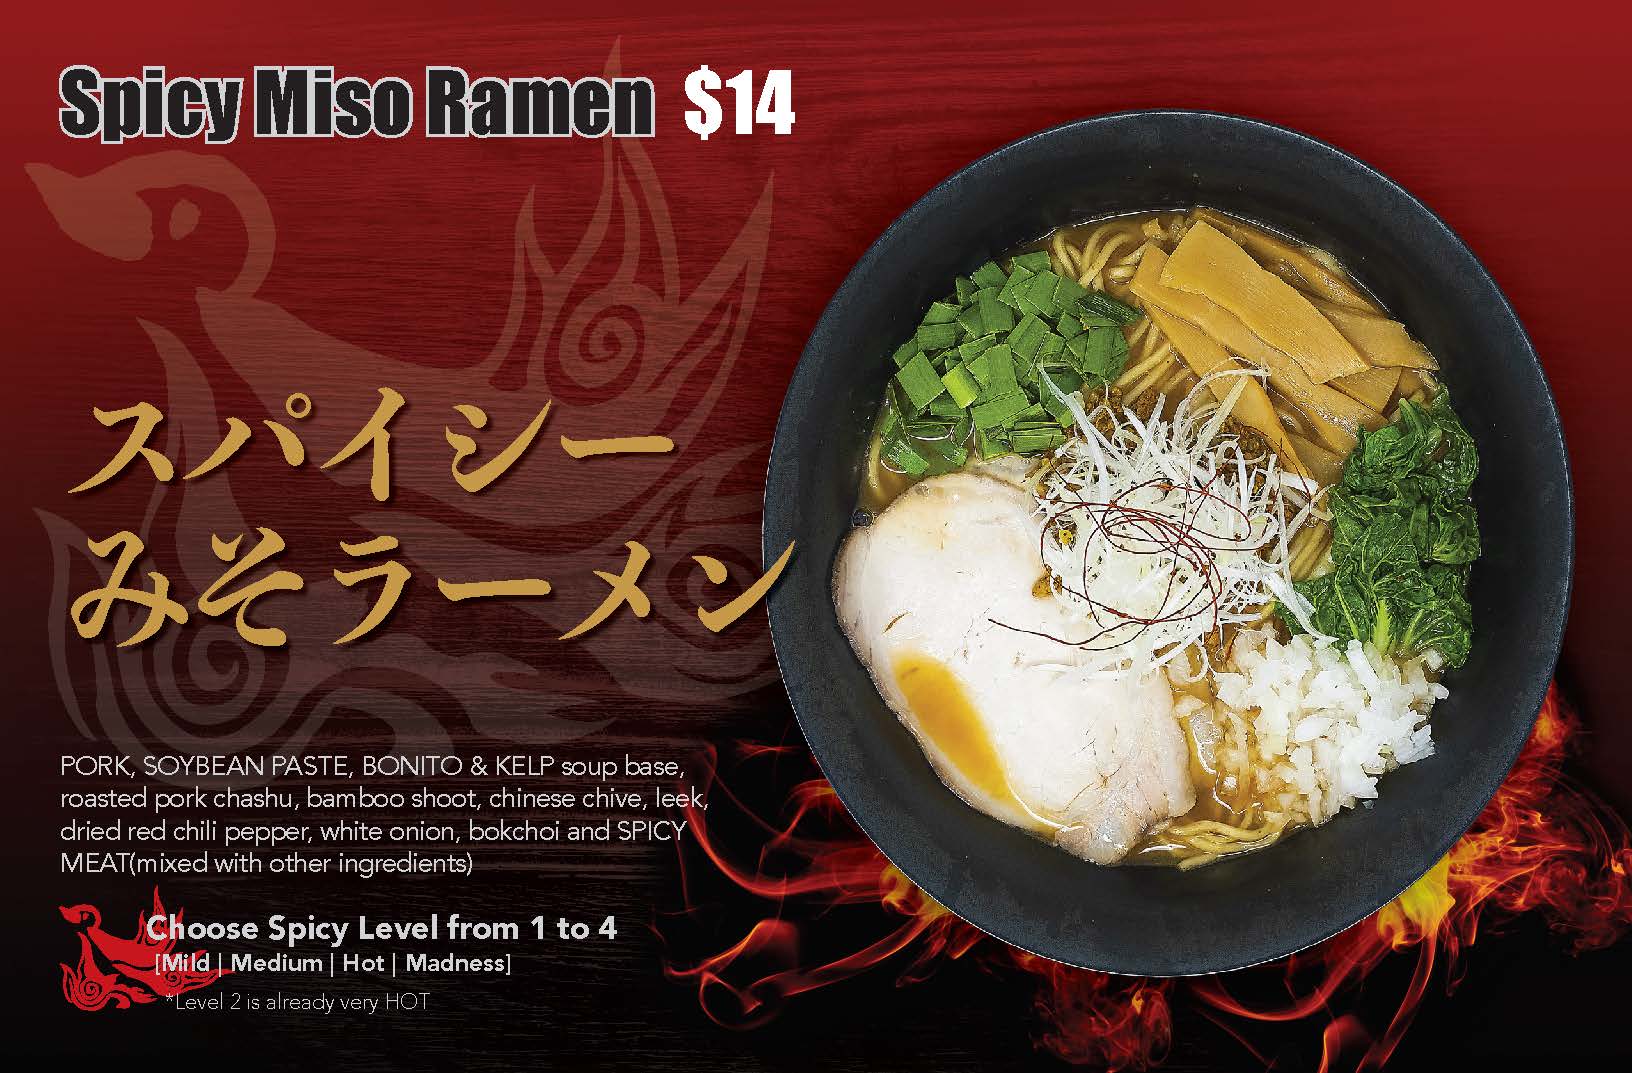 Spicy Miso Ramen $14
スパイシー
みそラーメン
PORK, SOYBEAN PASTE, BONITO & KELP soup base,
roasted pork chashu, bamboo shoot, chinese chive, leek,
dried red chili pepper, white onion, bokchoi and SPICY
MEAT(mixed with other ingredients)
Choose Spicy Level from 1 to 4
[Mild | Medium | Hot | Madness]
*Level 2 is already very HOT